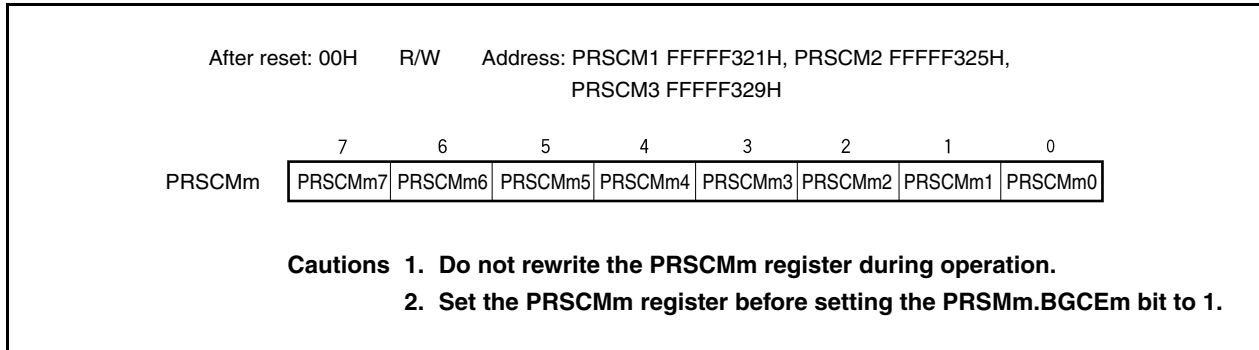 After reset: 00H R/W Address: PRSCM1 FFFFF321H, PRSCM2 FFFFF325H,
PRSCM3 FFFFF329H
7 6 5 4 3 2 1 0
PRSCMm PRSCMm7 PRSCMm6 PRSCMm5 PRSCMm4 PRSCMm3 PRSCMm2 PRSCMm1 PRSCMm0
Cautions 1. Do not rewrite the PRSCMm register during operation.
2. Set the PRSCMm register before setting the PRSMm.BGCEm bit to 1.